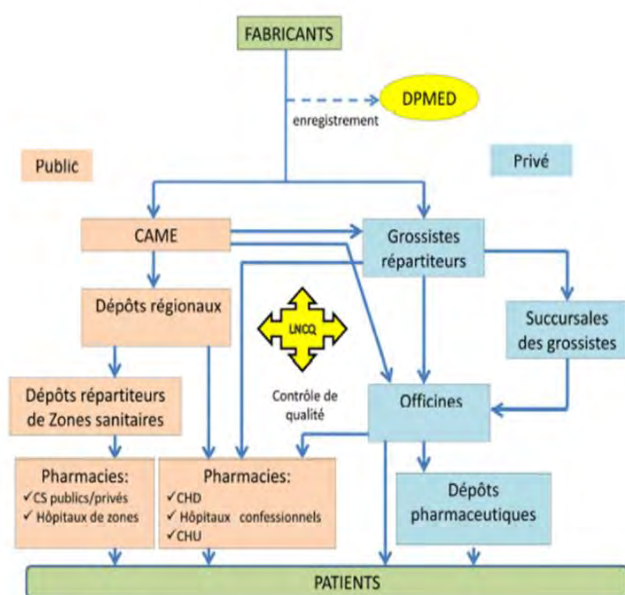 FABRICANTS
DPMED
enregistrement
Public
Privé
CAME
Grossistes
répartiteurs
Dépôts régionaux
LNCQ
Succursales
des grossistes
Dépôts répartiteurs
de Zones sanitaires
Contrôle de
qualité
Officines
Pharmacies:
✓CS publics/privés
✓Hôpitaux de zones
Pharmacies:
✓CHD
✓Hôpitaux confessionnels
✓CHU
Dépôts
pharmaceutiques
PATIENTS